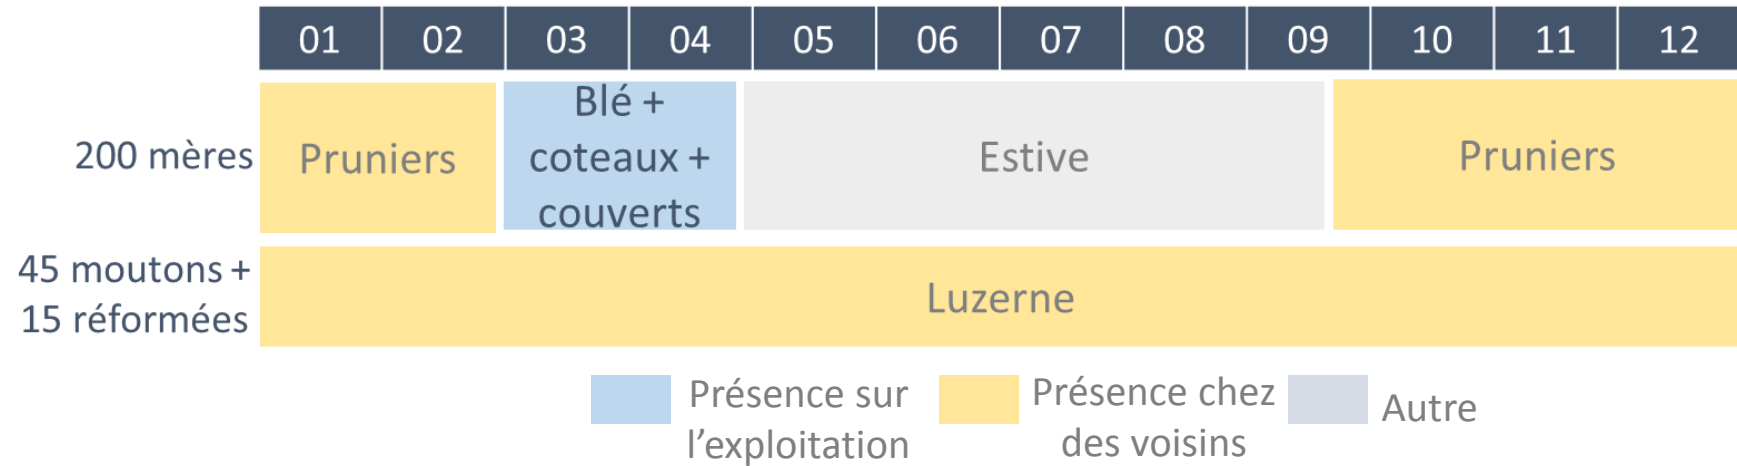 01 02 03 04 05 06 07 08 09 10 11 12
200 mères
Pruniers
Blé +
coteaux +
couverts
Estive
Pruniers
45 moutons +
15 réformées
Luzerne
Présence sur
l’exploitation
Présence chez
des voisins
Autre